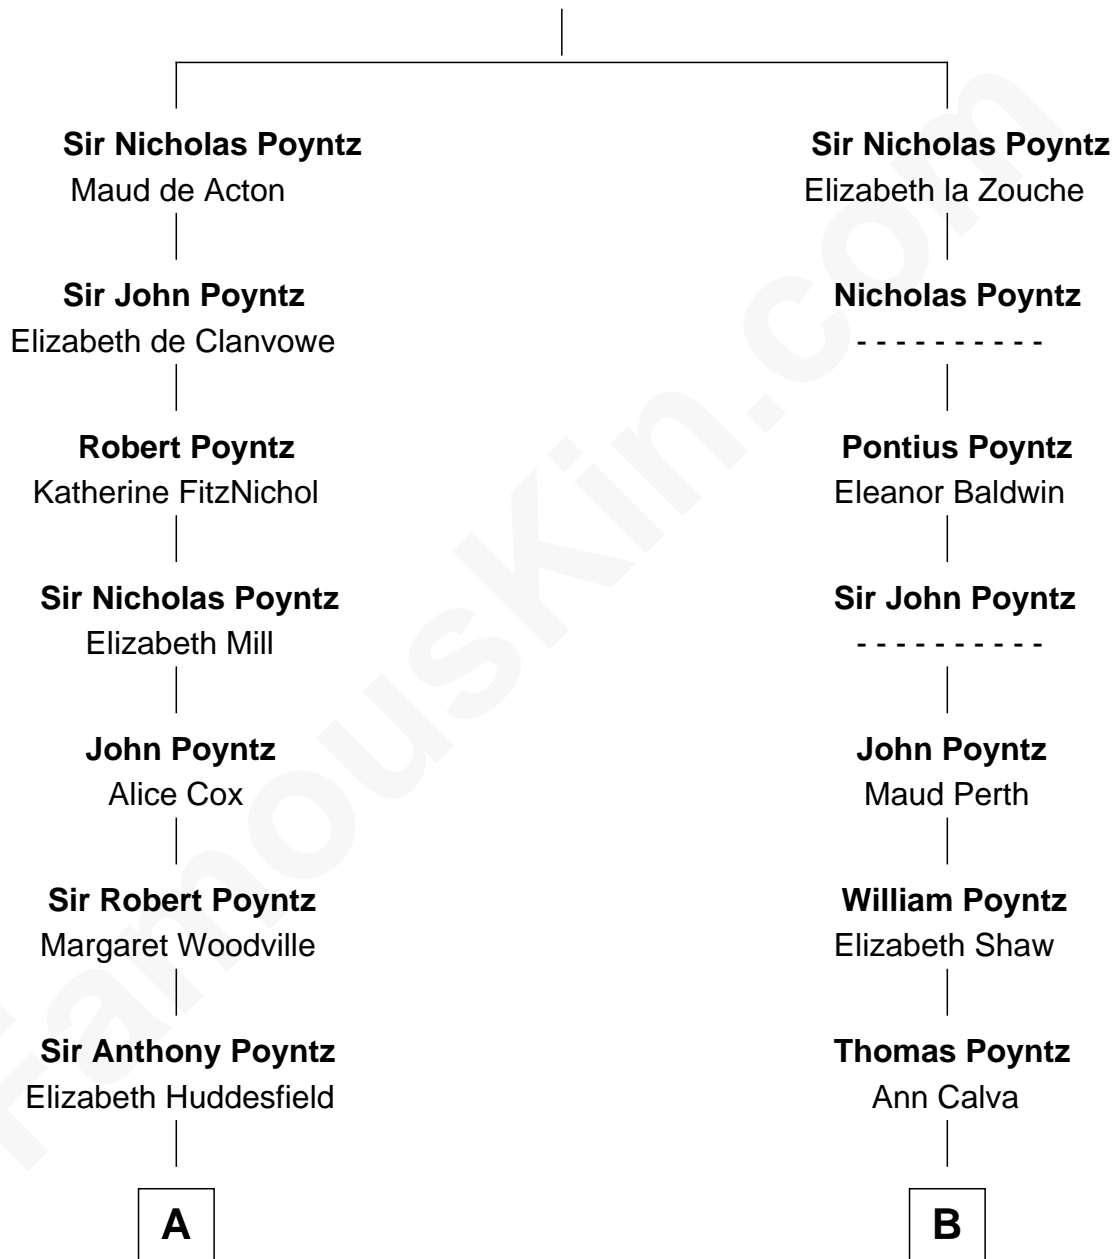 Sir Nicholas Poyntz
Maud de Acton
Sir John Poyntz
Elizabeth de Clanvowe
Robert Poyntz
Katherine FitzNichol
Sir Nicholas Poyntz
Elizabeth Mill
John Poyntz
Alice Cox
Sir Robert Poyntz
Margaret Woodville
Sir Anthony Poyntz
Elizabeth Huddesfield
A
Sir Nicholas Poyntz
Elizabeth la Zouche
Nicholas Poyntz
- - - - - - - - - -
Pontius Poyntz
Eleanor Baldwin
Sir John Poyntz
- - - - - - - - - -
John Poyntz
Maud Perth
William Poyntz
Elizabeth Shaw
Thomas Poyntz
Ann Calva
B
FamousKin.com